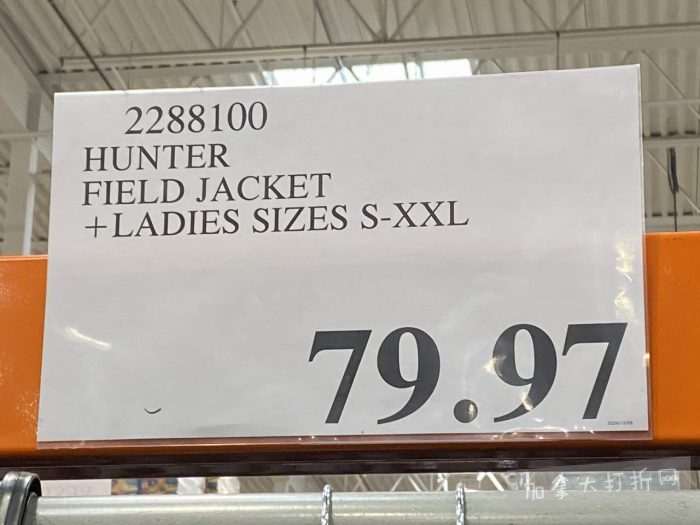 2288100
HUNTER
FIELD JACKET
+LADIES SIZES S-XXL
79.97
加拿大打折网